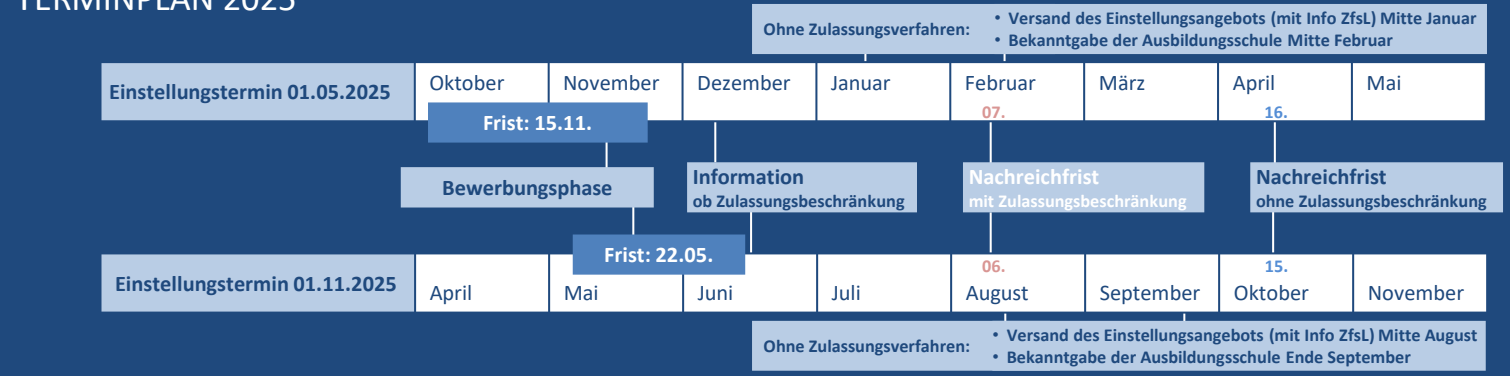 TERMINPLAN 2025
Ohne Zulassungsverfahren:
• Versand des Einstellungsangebots (mit Info ZfsL) Mitte Januar
• Bekanntgabe der Ausbildungsschule Mitte Februar
Einstellungstermin 01.05.2025
Oktober November Dezember Januar Februar März April Mai
07. 16.
Frist: 15.11.
Bewerbungsphase
Information
ob Zulassungsbeschränkung
Nachreichfrist
mit Zulassungsbeschränkung
Nachreichfrist
ohne Zulassungsbeschränkung
Frist: 22.05.
Einstellungstermin 01.11.2025
06. 15.
April Mai Juni Juli August September Oktober November
Ohne Zulassungsverfahren:
• Versand des Einstellungsangebots (mit Info ZfsL) Mitte August
• Bekanntgabe der Ausbildungsschule Ende September